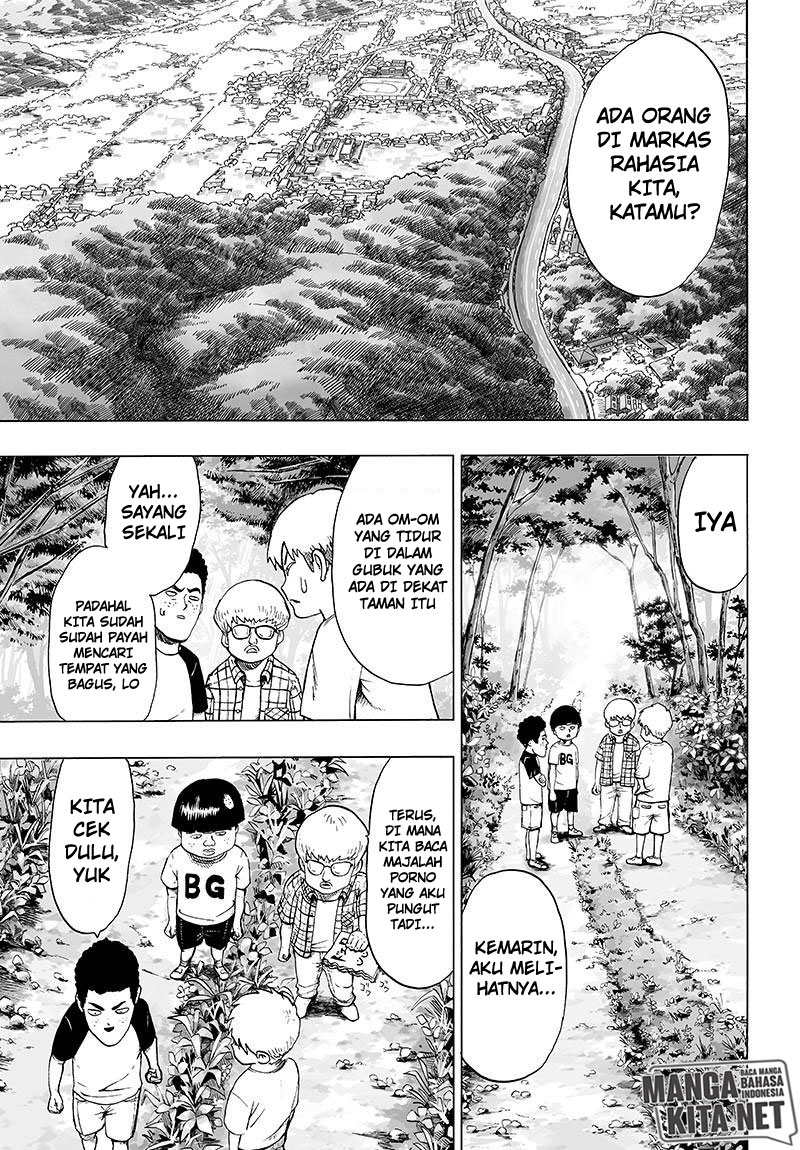 ADA ORANG
DI MARKAS
RAHASIA
KITA,
KATAMU?
IYA
KEMARIN,
AKU MELI-
HATNYA...
ADA OM-OM
YANG TIDUR
DI DALAM
GUBUK YANG
ADA DI DEKAT
TAMAN ITU
YAH...
SAYANG
SEKALI
PADAHAL
KITA SUDAH
SUDAH PAYAH
MENCARI
TEMPAT YANG
BAGUS, LO
TERUS,
DI MANA
KITA BACA
MAJALAH
PORNO
YANG AKU
PUNGUT
TADI...
BG
KITA
CEK
DULU,
YUK
BG
MANGA
KITA.NET
BACA MANGA
BAHASA
INDONESIA